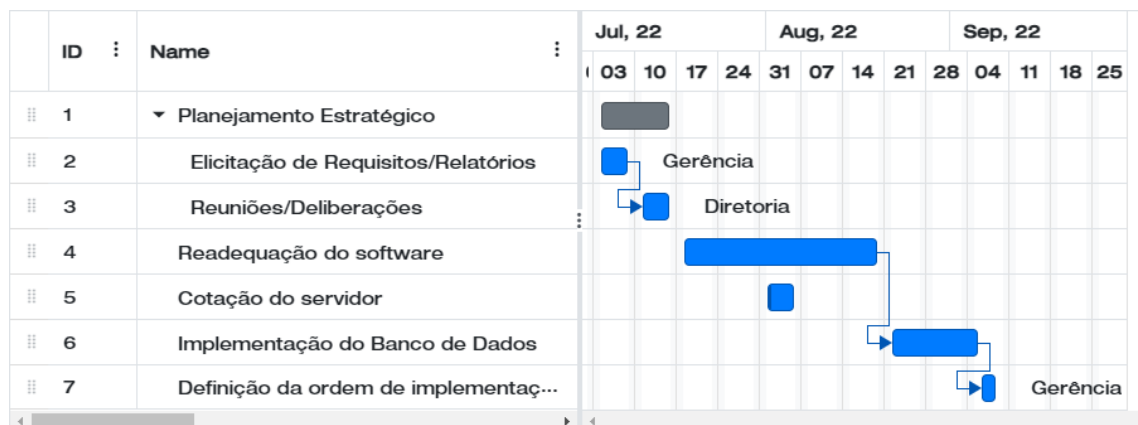 ID Name Jul, 22 Aug, 22 Sep, 22
03 10 17 24 31 07 14 21 28 04 11 18 25
1 Planejamento Estratégico
2 Elicitação de Requisitos/Relatórios Gerência
3 Reuniões/Deliberações Diretoria
4 Readequação do software
5 Cotação do servidor
6 Implementação do Banco de Dados
7 Definição da ordem de implementaç... Gerência